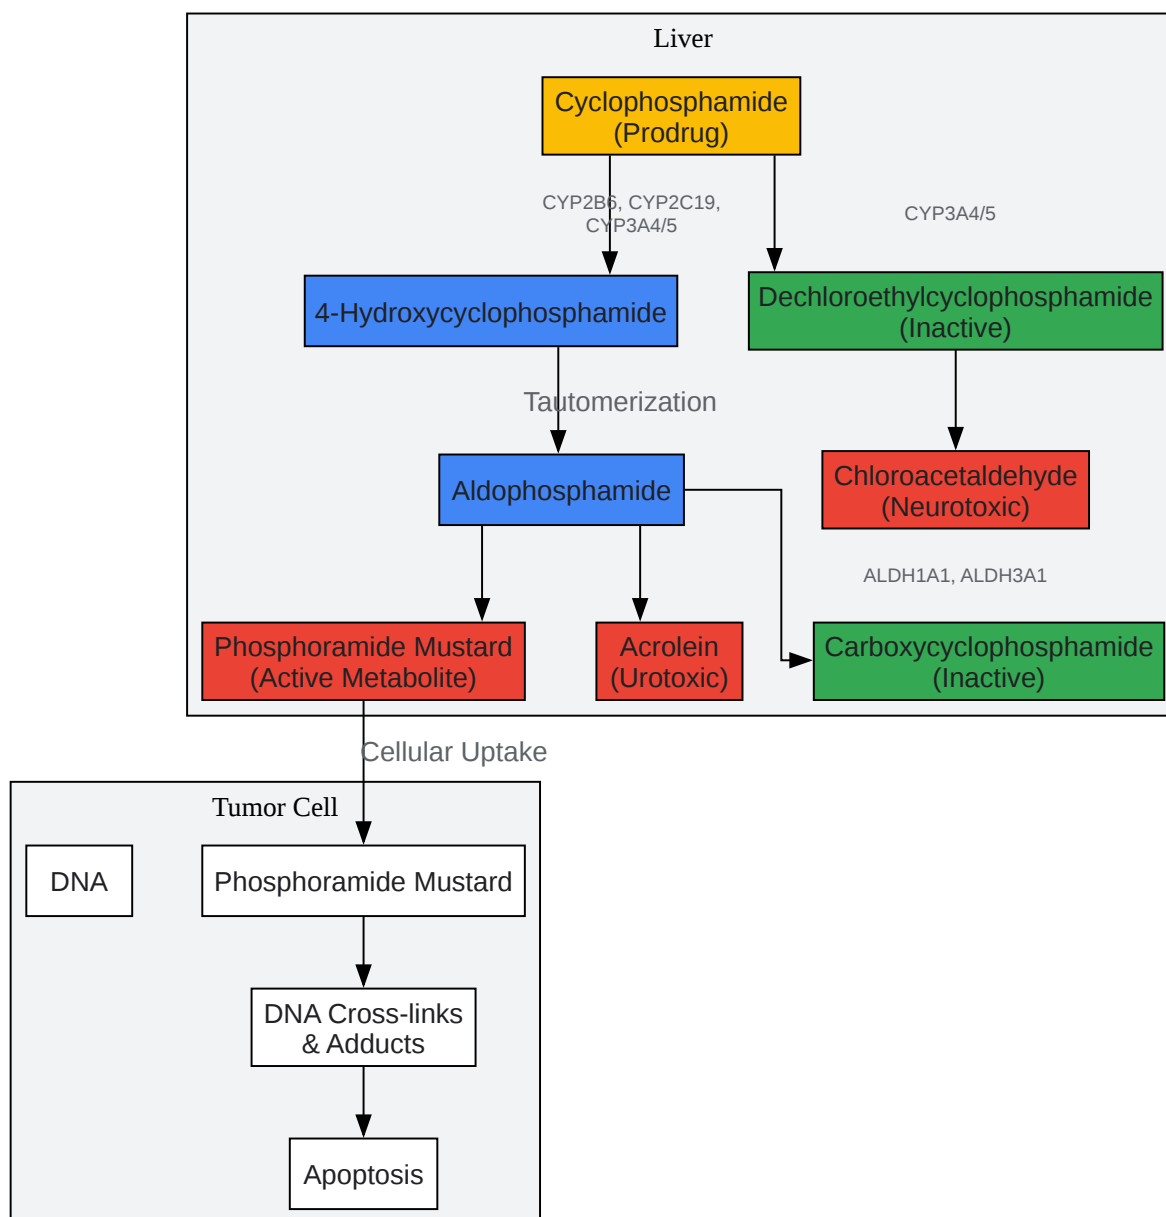 Liver
Cyclophosphamide
(Prodrug)
CYP2B6, CYP2C19,
CYP3A4/5
CYP3A4/5
4-Hydroxycyclophosphamide
Dechloroethylcyclophosphamide
(Inactive)
Tautomerization
Aldophosphamide
Chloroacetaldehyde
(Neurotoxic)
ALDH1A1, ALDH3A1
Phosphoramide Mustard
(Active Metabolite)
Acrolein
(Urotoxic)
Carboxycyclophosphamide
(Inactive)
Cellular Uptake
Tumor Cell
DNA
Phosphoramide Mustard
DNA Cross-links
& Adducts
Apoptosis